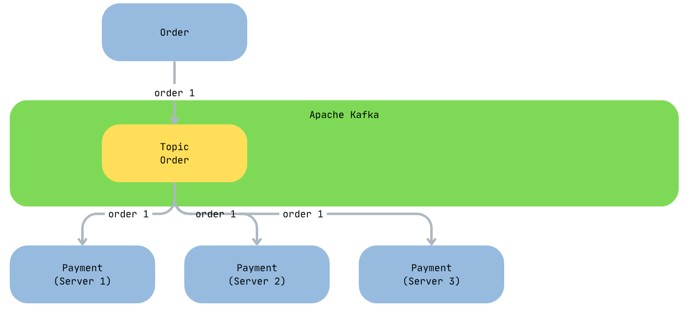 Order
order 1
Apache Kafka
Topic
Order
order 1
order 1
order 1
Payment
(Server 1)
Payment
(Server 2)
Payment
(Server 3)